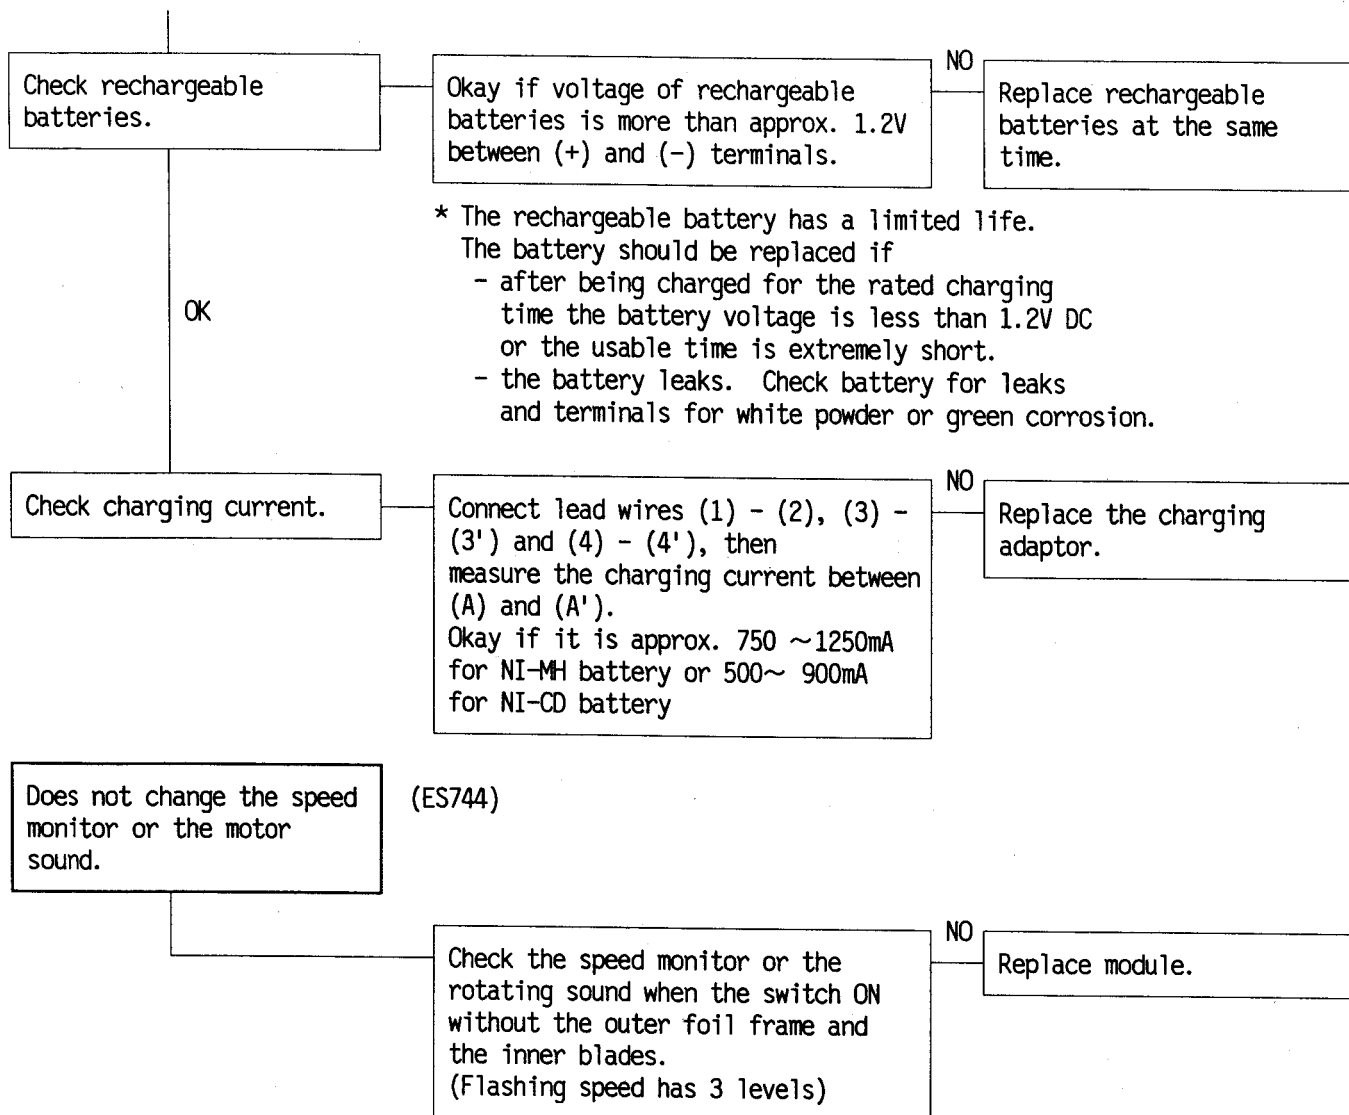 Check rechargeable
batteries.
Okay if voltage of rechargeable
batteries is more than approx. 1.2V
between (+) and (-) terminals.
NO
Replace rechargeable
batteries at the same
time.
* The rechargeable battery has a limited life.
The battery should be replaced if
- after being charged for the rated charging
time the battery voltage is less than 1.2V DC
or the usable time is extremely short.
- the battery leaks. Check battery for leaks
and terminals for white powder or green corrosion.
OK
Check charging current.
Connect lead wires (1) - (2), (3) -
(3') and (4) - (4'), then
measure the charging current between
(A) and (A').
Okay if it is approx. 750 ~1250mA
for NI-MH battery or 500~ 900mA
for NI-CD battery
NO
Replace the charging
adaptor.
Does not change the speed
monitor or the motor
sound.
(ES744)
Check the speed monitor or the
rotating sound when the switch ON
without the outer foil frame and
the inner blades.
(Flashing speed has 3 levels)
NO
Replace module.